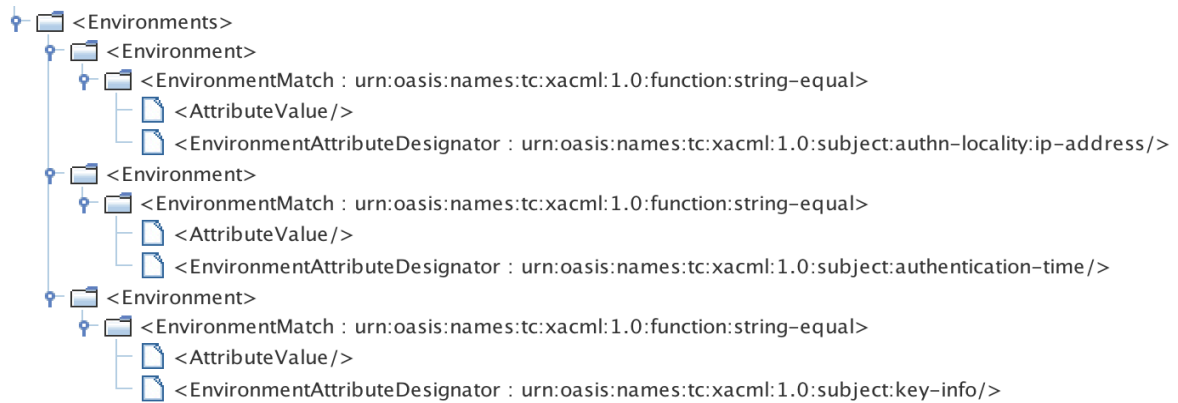 <Environments>
<Environment>
<EnvironmentMatch : urn:oasis:names:tc:xacml:1.0:function:string-equal>
<AttributeValue/>
<EnvironmentAttributeDesignator : urn:oasis:names:tc:xacml:1.0:subject:authn-locality:ip-address/>
<Environment>
<EnvironmentMatch : urn:oasis:names:tc:xacml:1.0:function:string-equal>
<AttributeValue/>
<EnvironmentAttributeDesignator : urn:oasis:names:tc:xacml:1.0:subject:authentication-time/>
<Environment>
<EnvironmentMatch : urn:oasis:names:tc:xacml:1.0:function:string-equal>
<AttributeValue/>
<EnvironmentAttributeDesignator : urn:oasis:names:tc:xacml:1.0:subject:key-info/>